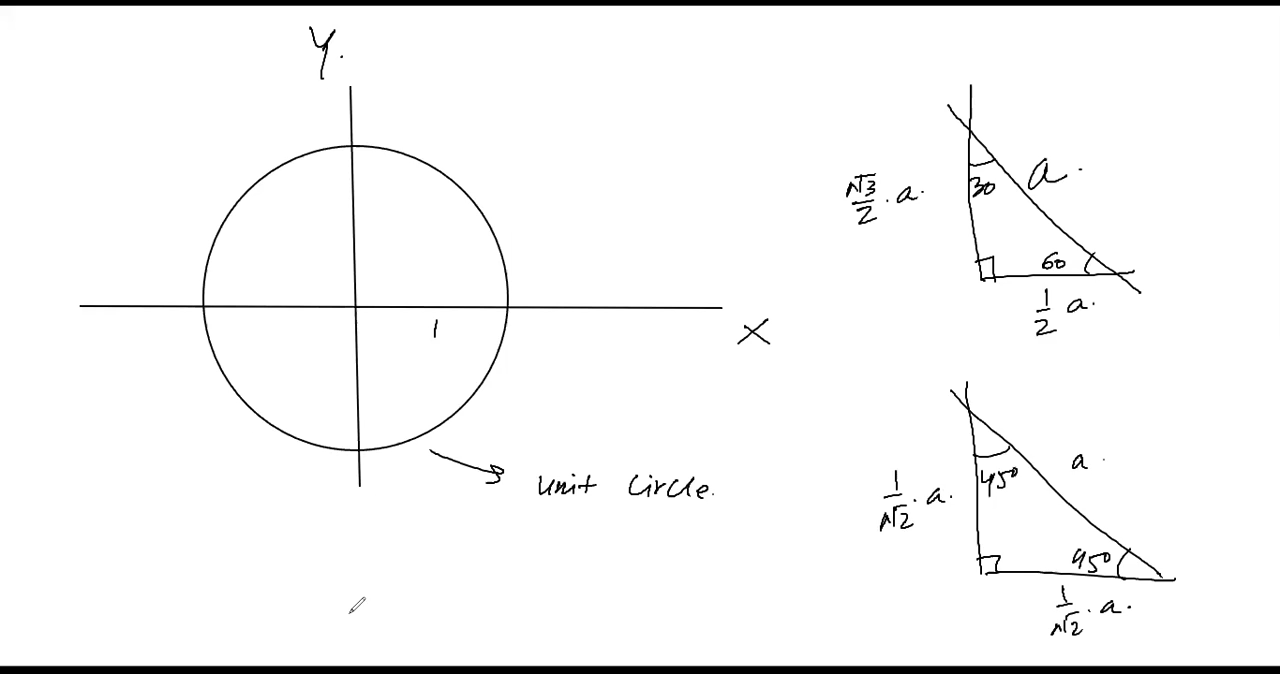 Y.
1
X
unit circle.
√3/2 . a.
30
a.
60
1/2 a.
1/√2 . a.
45°
a.
45°
1/√2 . a.